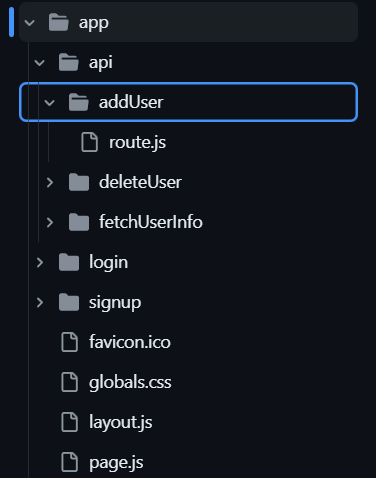 app
api
addUser
route.js
deleteUser
fetchUserInfo
login
signup
favicon.ico
globals.css
layout.js
page.js